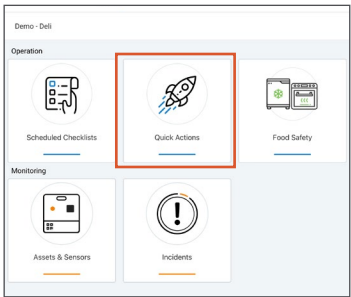 Demo - Deli
Operation
Scheduled Checklists
Quick Actions
Food Safety
Monitoring
Assets & Sensors
Incidents